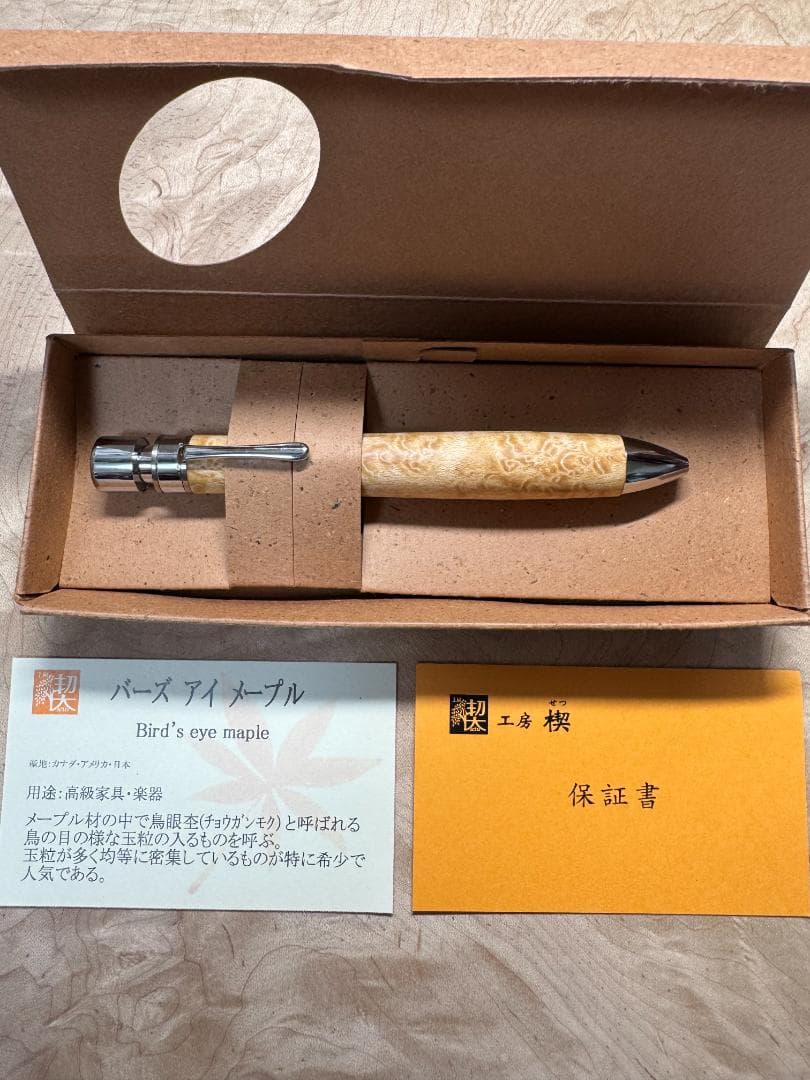 バーズ アイ メープル
Bird's eye maple
産地:カナダ・アメリカ・日本
用途:高級家具・楽器
メープル材の中で鳥眼杢(チョウガンモク)と呼ばれる
鳥の目の様な玉粒の入るものを呼ぶ。
玉粒が多く均等に密集しているものが特に希少で
人気である。
せつ
工房 楔
保証書